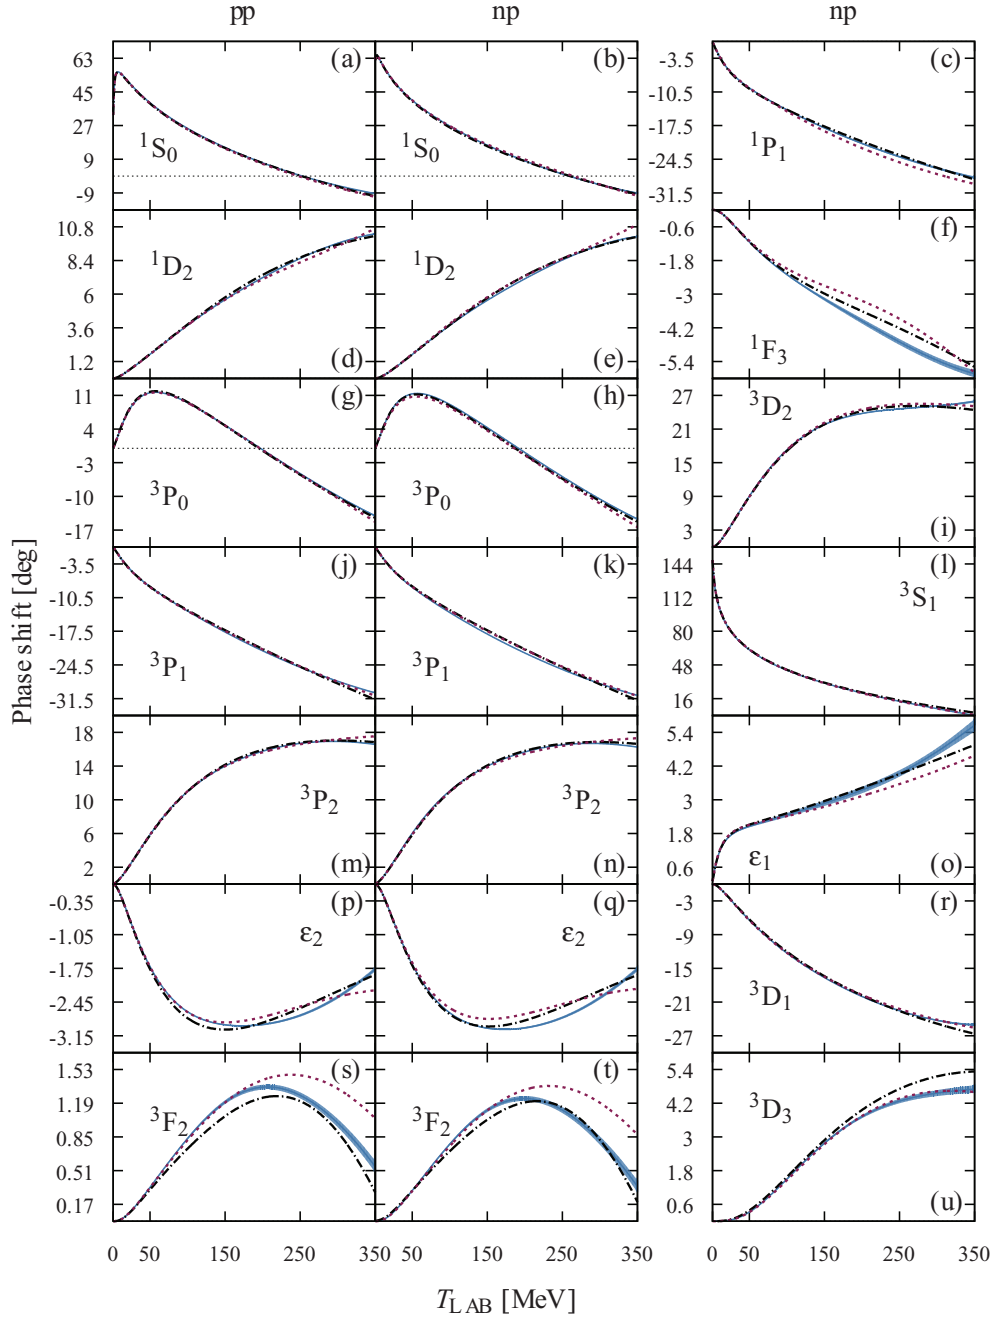 pp np np
63 (a) (b) -3.5 (c)
45 -10.5
27 -17.5
9 ¹S₀ ¹S₀ -24.5 ¹P₁
-9 -31.5
10.8 -0.6 (f)
8.4 ¹D₂ ¹D₂ -1.8
6 -3
3.6 -4.2
1.2 (d) (e) -5.4 ¹F₃
11 (g) (h) 27 ³D₂
4 21
-3 15
-10 ³P₀ ³P₀ 9
-17 3 (i)
-3.5 (j) (k) 144 (l)
-10.5 112 ³S₁
-17.5 80
-24.5 ³P₁ ³P₁ 48
-31.5 16
18 5.4
14 4.2
10 ³P₂ ³P₂ 3
6 1.8
2 (m) (n) 0.6 ε₁ (o)
-0.35 (p) (q) -3 (r)
-1.05 ε₂ ε₂ -9
-1.75 -15
-2.45 -21 ³D₁
-3.15 -27
1.53 (s) (t) 5.4
1.19 ³F₂ ³F₂ 4.2 ³D₃
0.85 3
0.51 1.8
0.17 0.6 (u)
0 50 150 250 350 50 150 250 350 0 50 150 250 350
Phase shift [deg]
T_LAB [MeV]